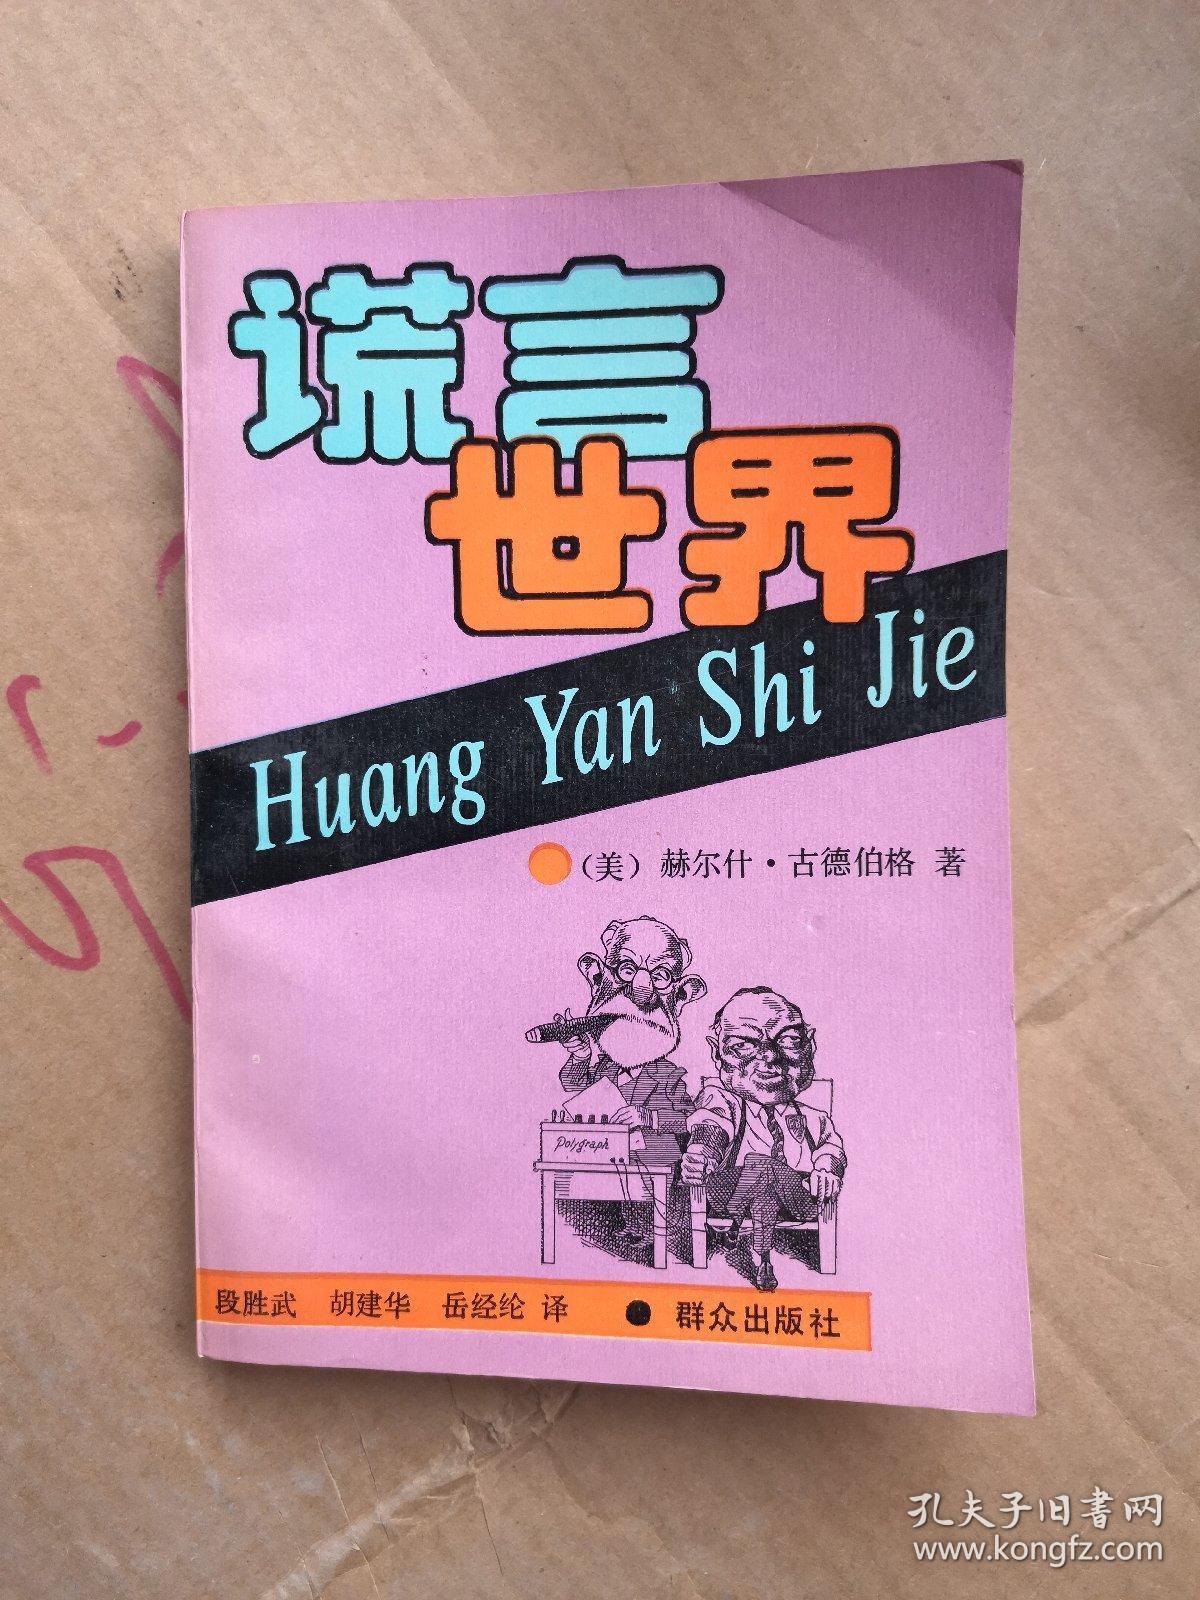 谎言
世界
Huang Yan Shi Jie
（美）赫尔什·古德伯格 著
Polygraph
段胜武 胡建华 岳经纶 译 ● 群众出版社
孔夫子旧书网
www.kongfz.com